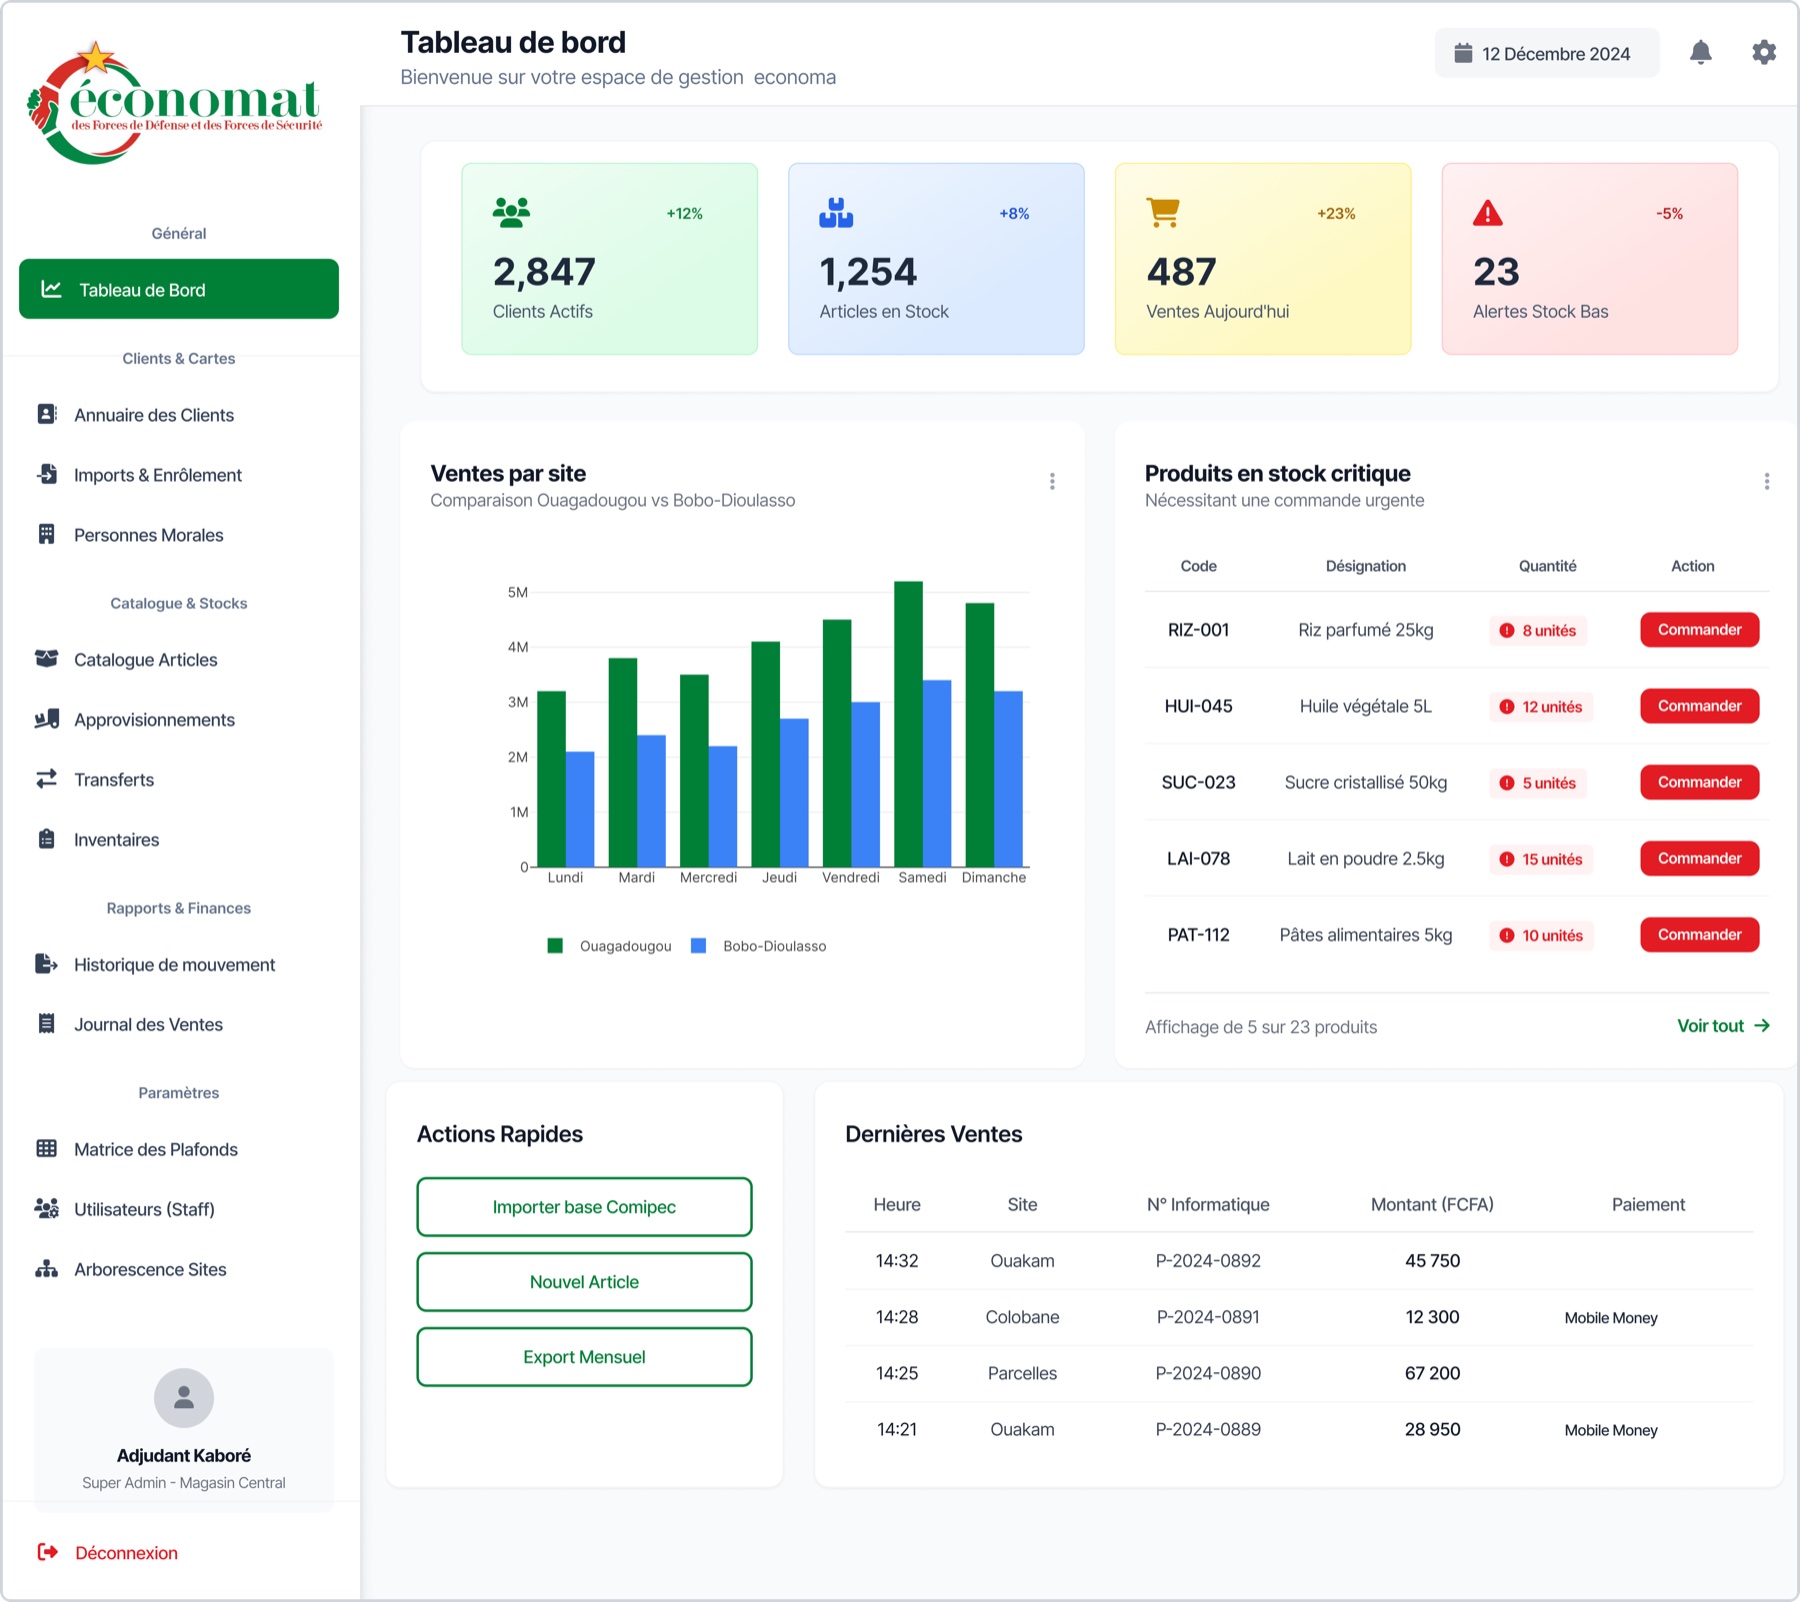 économat
des Forces de Défense et des Forces de Sécurité
Général
Tableau de Bord
Clients & Cartes
Annuaire des Clients
Imports & Enrôlement
Personnes Morales
Catalogue & Stocks
Catalogue Articles
Approvisionnements
Transferts
Inventaires
Rapports & Finances
Historique de mouvement
Journal des Ventes
Paramètres
Matrice des Plafonds
Utilisateurs (Staff)
Arborescence Sites
Adjudant Kaboré
Super Admin - Magasin Central
Déconnexion
Tableau de bord
Bienvenue sur votre espace de gestion economa
12 Décembre 2024
+12%
2,847
Clients Actifs
+8%
1,254
Articles en Stock
+23%
487
Ventes Aujourd'hui
-5%
23
Alertes Stock Bas
Ventes par site
Comparaison Ouagadougou vs Bobo-Dioulasso
5M
4M
3M
2M
1M
0
Lundi Mardi Mercredi Jeudi Vendredi Samedi Dimanche
Ouagadougou Bobo-Dioulasso
Produits en stock critique
Nécessitant une commande urgente
Code Désignation Quantité Action
RIZ-001 Riz parfumé 25kg 8 unités Commander
HUI-045 Huile végétale 5L 12 unités Commander
SUC-023 Sucre cristallisé 50kg 5 unités Commander
LAI-078 Lait en poudre 2.5kg 15 unités Commander
PAT-112 Pâtes alimentaires 5kg 10 unités Commander
Affichage de 5 sur 23 produits Voir tout
Actions Rapides
Importer base Comipec
Nouvel Article
Export Mensuel
Dernières Ventes
Heure Site N° Informatique Montant (FCFA) Paiement
14:32 Ouakam P-2024-0892 45 750
14:28 Colobane P-2024-0891 12 300 Mobile Money
14:25 Parcelles P-2024-0890 67 200
14:21 Ouakam P-2024-0889 28 950 Mobile Money